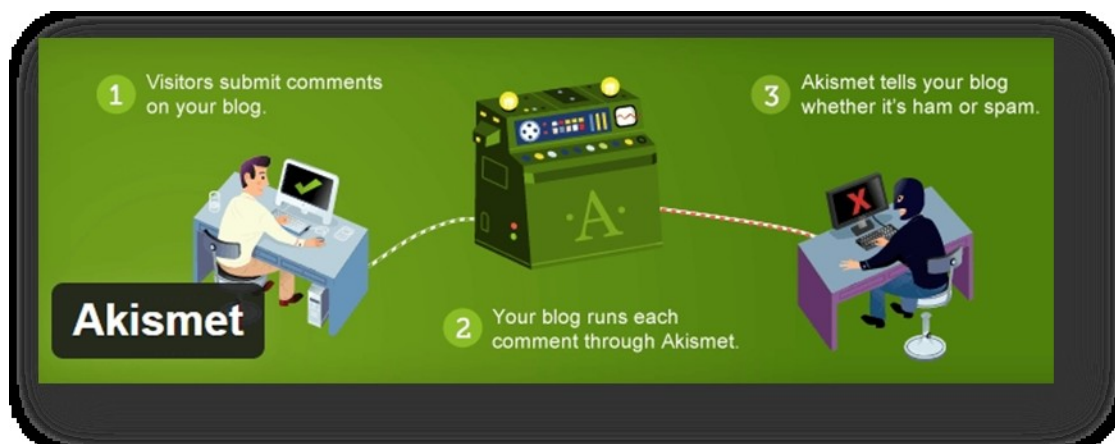 1
Visitors submit comments
on your blog.
A
3
Akismet tells your blog
whether it's ham or spam.
X
Akismet
2
Your blog runs each
comment through Akismet.